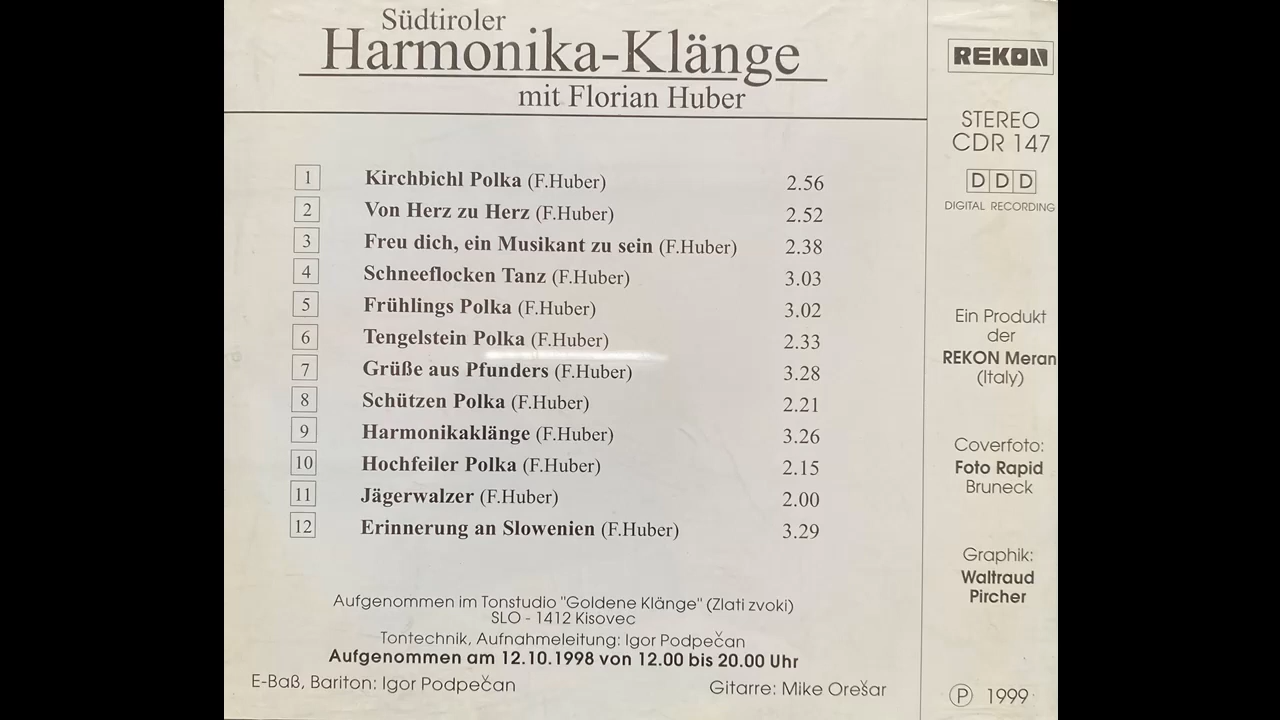 Südtiroler
Harmonika-Klänge
mit Florian Huber
1 Kirchbichl Polka (F.Huber) 2.56
2 Von Herz zu Herz (F.Huber) 2.52
3 Freu dich, ein Musikant zu sein (F.Huber) 2.38
4 Schneeflocken Tanz (F.Huber) 3.03
5 Frühlings Polka (F.Huber) 3.02
6 Tengelstein Polka (F.Huber) 2.33
7 Grüße aus Pfunders (F.Huber) 3.28
8 Schützen Polka (F.Huber) 2.21
9 Harmonikaklänge (F.Huber) 3.26
10 Hochfeiler Polka (F.Huber) 2.15
11 Jägerwalzer (F.Huber) 2.00
12 Erinnerung an Slowenien (F.Huber) 3.29
Aufgenommen im Tonstudio "Goldene Klänge" (Zlati zvoki)
SLO - 1412 Kisovec
Tontechnik, Aufnahmeleitung: Igor Podpečan
Aufgenommen am 12.10.1998 von 12.00 bis 20.00 Uhr
E-Baß, Bariton: Igor Podpečan Gitarre: Mike Orešar
REKON
STEREO
CDR 147
D D D
DIGITAL RECORDING
Ein Produkt
der
REKON Meran
(Italy)
Coverfoto:
Foto Rapid
Bruneck
Graphik:
Waltraud
Pircher
Ⓟ 1999